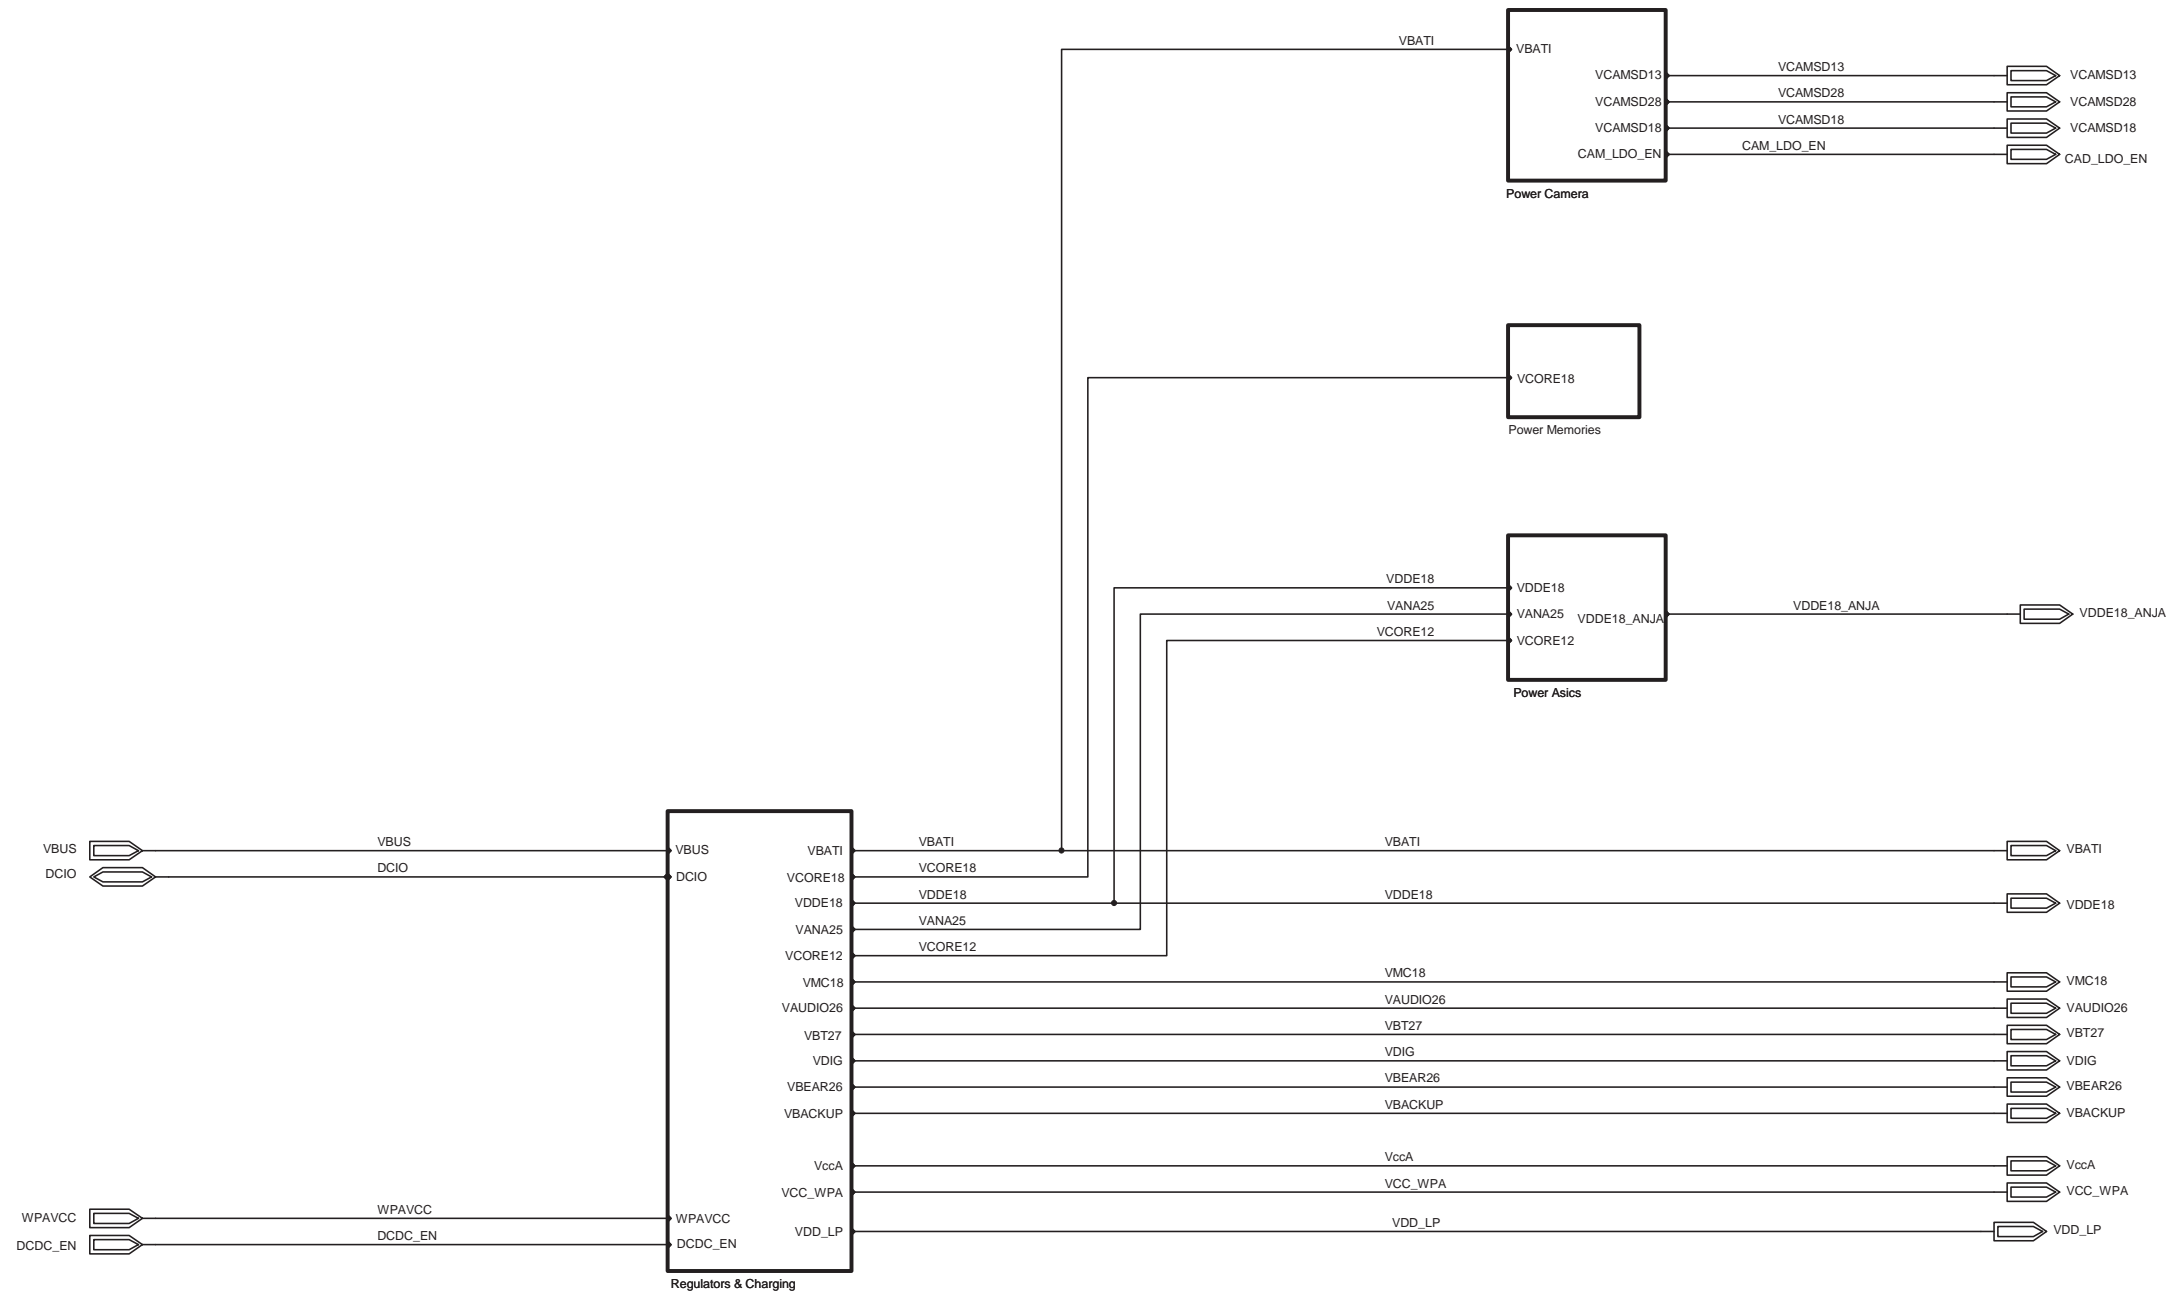 VBATI
VBATI
VCAMSD13
VCAMSD13
VCAMSD13
VCAMSD28
VCAMSD28
VCAMSD28
VCAMSD18
VCAMSD18
VCAMSD18
CAM_LDO_EN
CAM_LDO_EN
CAD_LDO_EN
Power Camera
VCORE18
Power Memories
VDDE18
VDDE18
VANA25
VANA25
VDDE18_ANJA
VDDE18_ANJA
VDDE18_ANJA
VCORE12
VCORE12
Power Asics
VBUS
VBUS
VBUS
VBATI
VBATI
VBATI
VBATI
DCIO
DCIO
DCIO
VCORE18
VCORE18
VDDE18
VDDE18
VDDE18
VDDE18
VANA25
VANA25
VCORE12
VCORE12
VMC18
VMC18
VMC18
VAUDIO26
VAUDIO26
VAUDIO26
VBT27
VBT27
VBT27
VDIG
VDIG
VDIG
VBEAR26
VBEAR26
VBEAR26
VBACKUP
VBACKUP
VBACKUP
VccA
VccA
VccA
VCC_WPA
VCC_WPA
VCC_WPA
WPAVCC
WPAVCC
WPAVCC
VDD_LP
VDD_LP
VDD_LP
DCDC_EN
DCDC_EN
DCDC_EN
Regulators & Charging